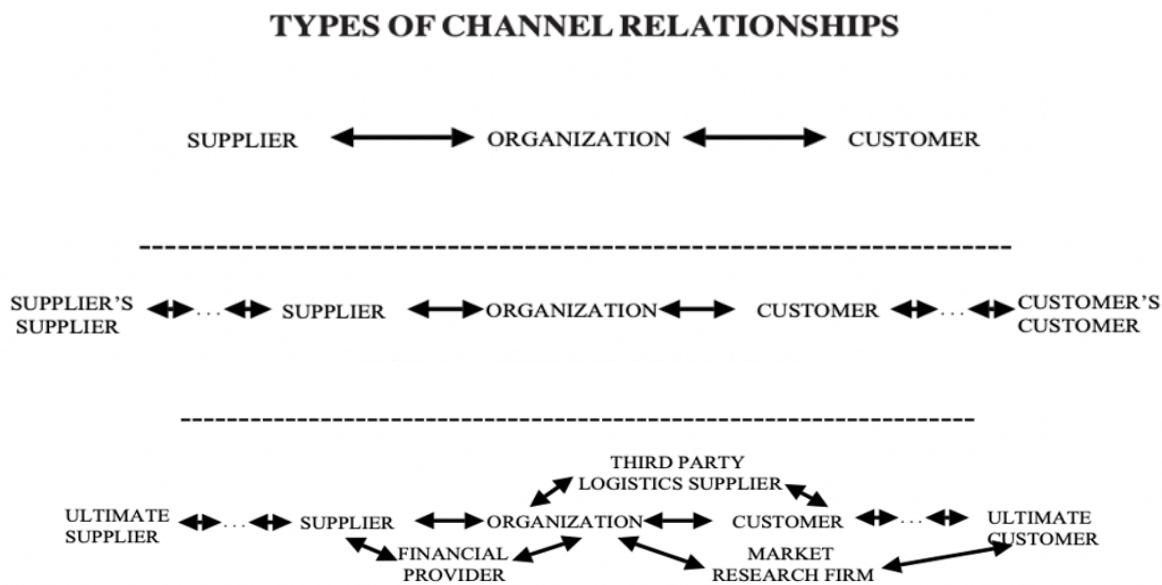 TYPES OF CHANNEL RELATIONSHIPS
SUPPLIER ORGANIZATION CUSTOMER
SUPPLIER'S
SUPPLIER
... SUPPLIER ORGANIZATION CUSTOMER ...
CUSTOMER'S
CUSTOMER
THIRD PARTY
LOGISTICS SUPPLIER
ULTIMATE
SUPPLIER
... SUPPLIER ORGANIZATION CUSTOMER ...
ULTIMATE
CUSTOMER
FINANCIAL
PROVIDER
MARKET
RESEARCH FIRM